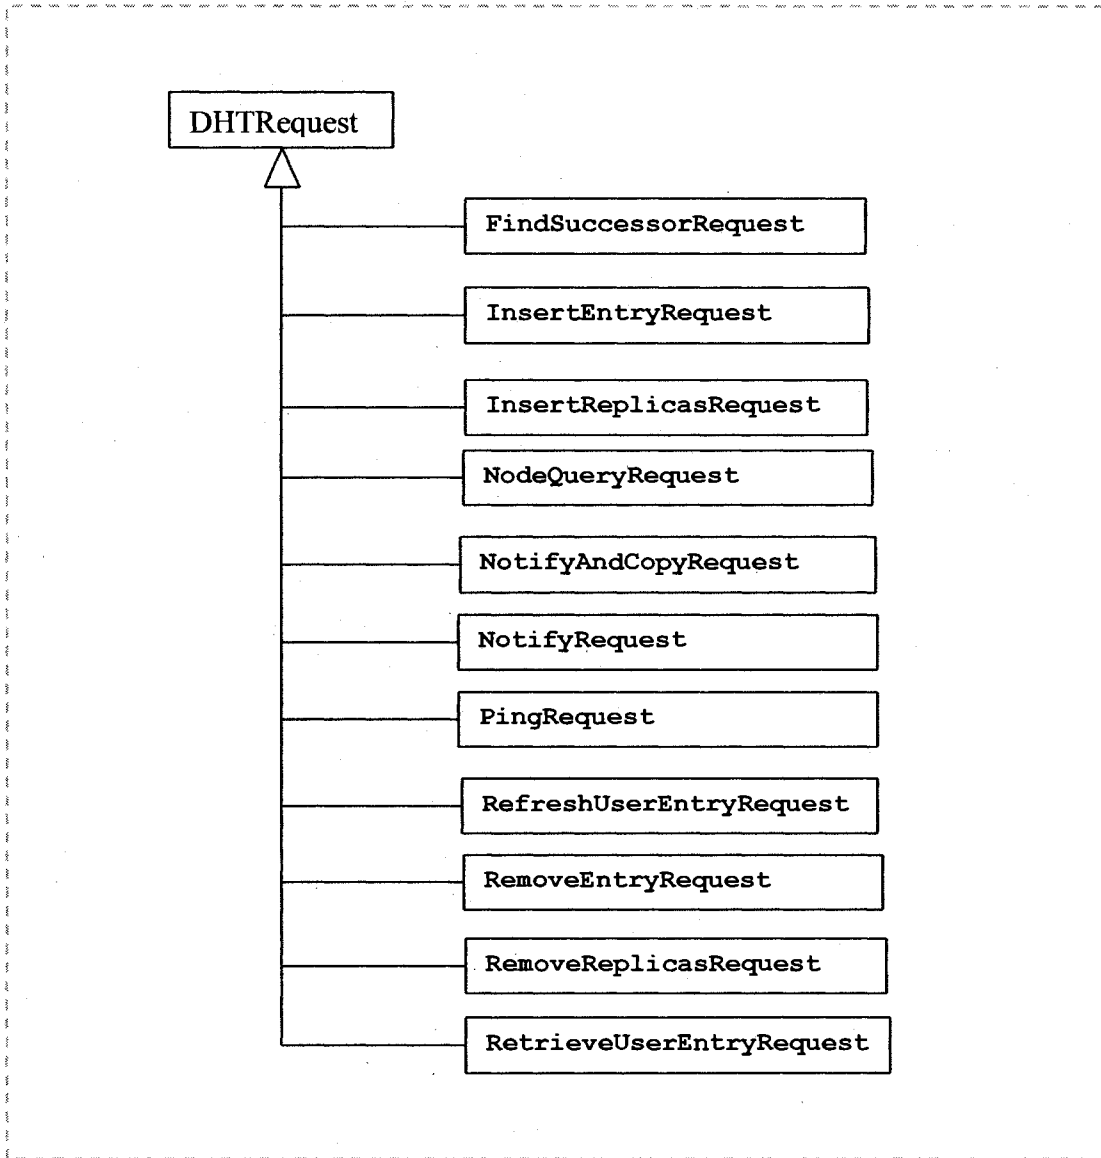 DHTRequest
FindSuccessorRequest
InsertEntryRequest
InsertReplicasRequest
NodeQueryRequest
NotifyAndCopyRequest
NotifyRequest
PingRequest
RefreshUserEntryRequest
RemoveEntryRequest
RemoveReplicasRequest
RetrieveUserEntryRequest